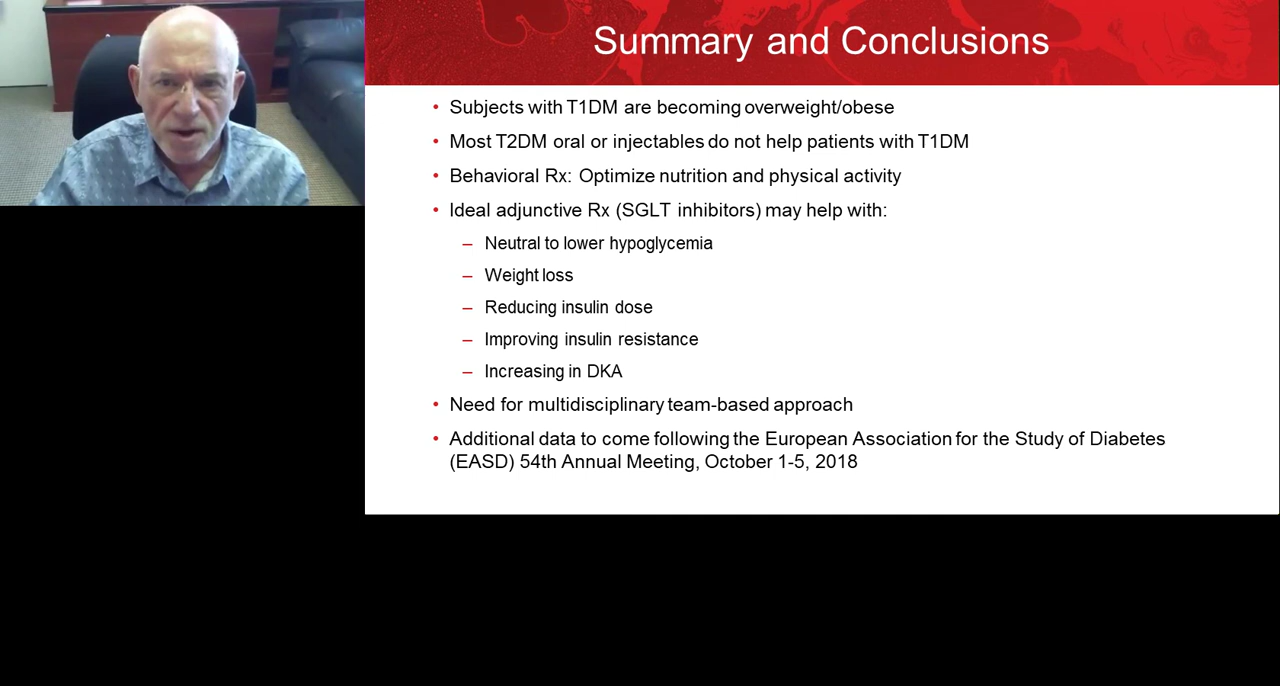 Summary and Conclusions
• Subjects with T1DM are becoming overweight/obese
• Most T2DM oral or injectables do not help patients with T1DM
• Behavioral Rx: Optimize nutrition and physical activity
• Ideal adjunctive Rx (SGLT inhibitors) may help with:
– Neutral to lower hypoglycemia
– Weight loss
– Reducing insulin dose
– Improving insulin resistance
– Increasing in DKA
• Need for multidisciplinary team-based approach
• Additional data to come following the European Association for the Study of Diabetes
(EASD) 54th Annual Meeting, October 1-5, 2018